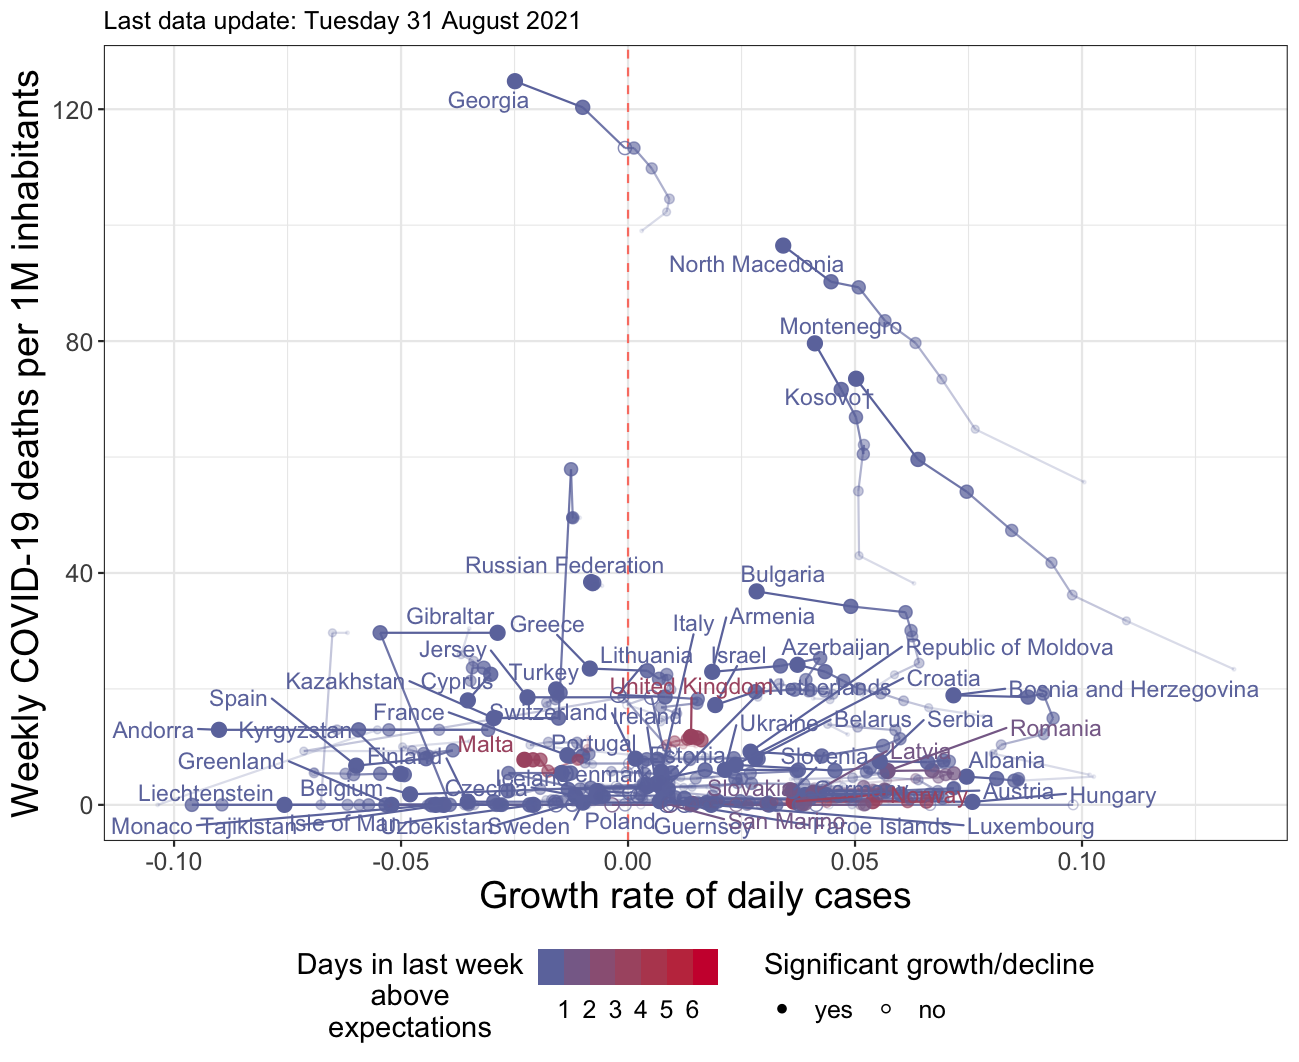 Last data update: Tuesday 31 August 2021
Weekly COVID-19 deaths per 1M inhabitants
120
80
40
0
Georgia
North Macedonia
Montenegro
Kosovo†
Russian Federation
Bulgaria
Gibraltar
Greece
Italy
Armenia
Jersey
Lithuania
Israel
Azerbaijan
Republic of Moldova
Kazakhstan
Cyprus
Turkey
United Kingdom
Netherlands
Croatia
Bosnia and Herzegovina
Spain
France
Switzerland
Ireland
Ukraine
Belarus
Serbia
Romania
Andorra
Kyrgyzstan
Malta
Portugal
Estonia
Slovenia
Latvia
Albania
Greenland
Finland
Iceland
Denmark
Liechtenstein
Belgium
Czechia
Slovakia
Germany
Norway
Austria
Hungary
Monaco
Tajikistan
Isle of Man
Uzbekistan
Sweden
Poland
Guernsey
San Marino
Faroe Islands
Luxembourg
-0.10
-0.05
0.00
0.05
0.10
Growth rate of daily cases
Days in last week
above
expectations
1 2 3 4 5 6
Significant growth/decline
yes
no